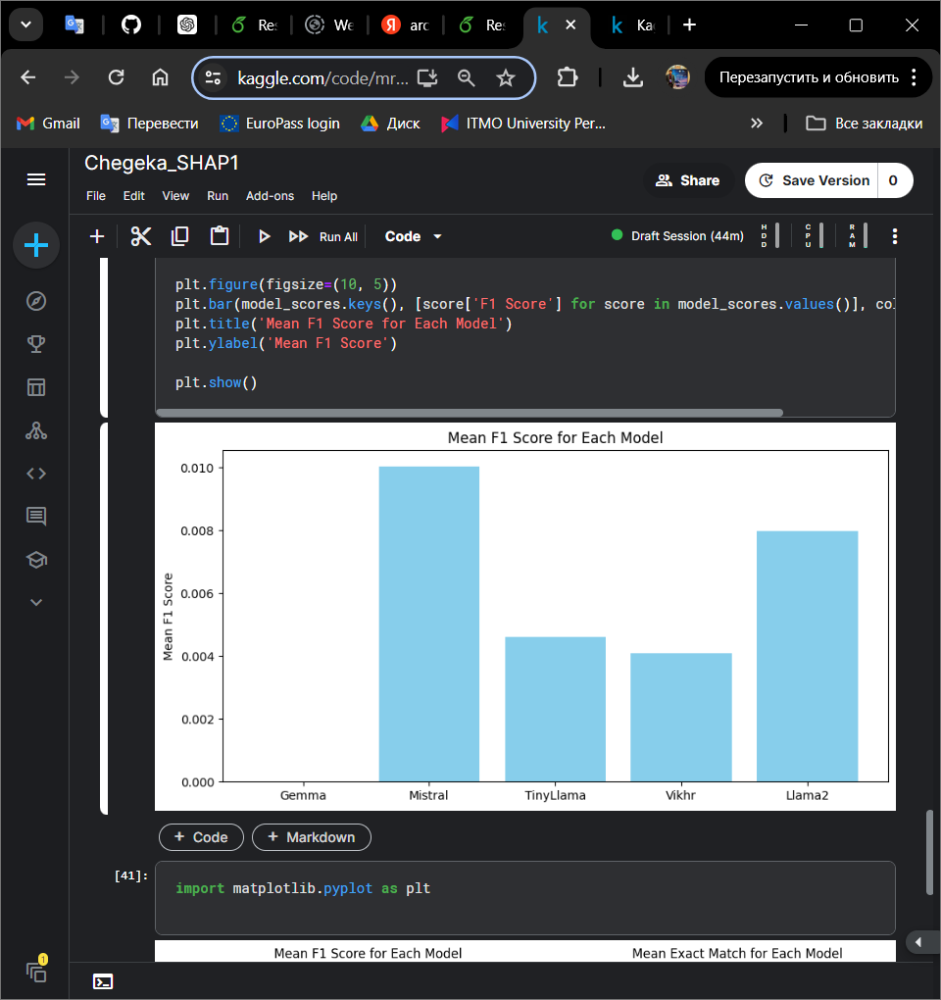 Res
We
Я arc
Res
k
k Ka
kaggle.com/code/mr...
Перезапустить и обновить
Gmail
Перевести
EuroPass login
Диск
ITMO University Per...
Все закладки
Chegeka_SHAP1
File Edit View Run Add-ons Help
Share
Save Version 0
Run All
Code
Draft Session (44m)
HDD
CPU
RAM
plt.figure(figsize=(10, 5))
plt.bar(model_scores.keys(), [score['F1 Score'] for score in model_scores.values()], col
plt.title('Mean F1 Score for Each Model')
plt.ylabel('Mean F1 Score')
plt.show()
Mean F1 Score for Each Model
0.010
0.008
0.006
0.004
0.002
0.000
Mean F1 Score
Gemma Mistral TinyLlama Vikhr Llama2
+ Code
+ Markdown
[41]:
import matplotlib.pyplot as plt
Mean F1 Score for Each Model
Mean Exact Match for Each Model
1